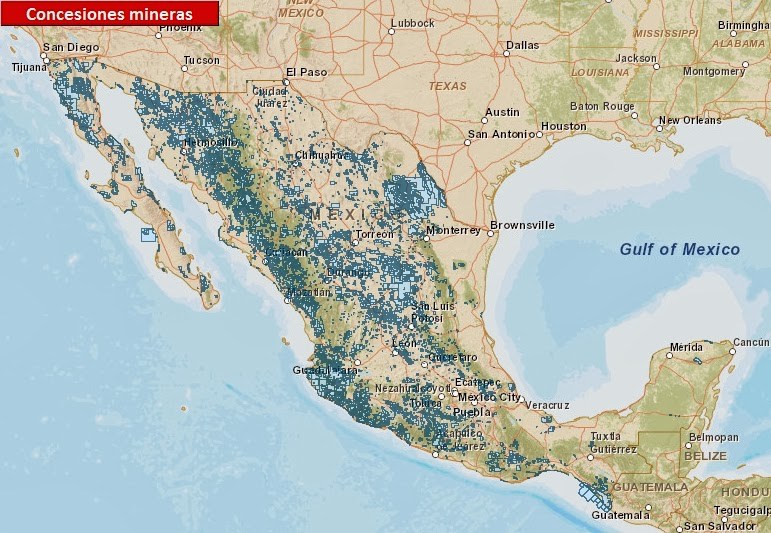 Concesiones mineras
NEW
MEXICO
Phoenix
Lubbock
MISSISSIPPI
Birmingham
ALABAMA
San Diego
Dallas
Jackson
Tijuana
Tucson
El Paso
TEXAS
LOUISIANA
Montgomery
Ciudad
Juárez
Austin
Baton Rouge
San Antonio
Houston
New Orleans
Hermosillo
Chihuahua
MEXICO
Torreón
Monterrey
Brownsville
Gulf of Mexico
Culiacán
Durango
Mazatlán
San Luis
Potosí
León
Querétaro
Guadalajara
Mérida
Cancún
Nezahualcóyotl
Ecatepec
Toluca
Mexico City
Puebla
Veracruz
Acapulco
de Juárez
Tuxtla
Gutiérrez
Belmopan
BELIZE
GUATEMALA
HONDU
Guatemala
Tegucigalp
San Salvador